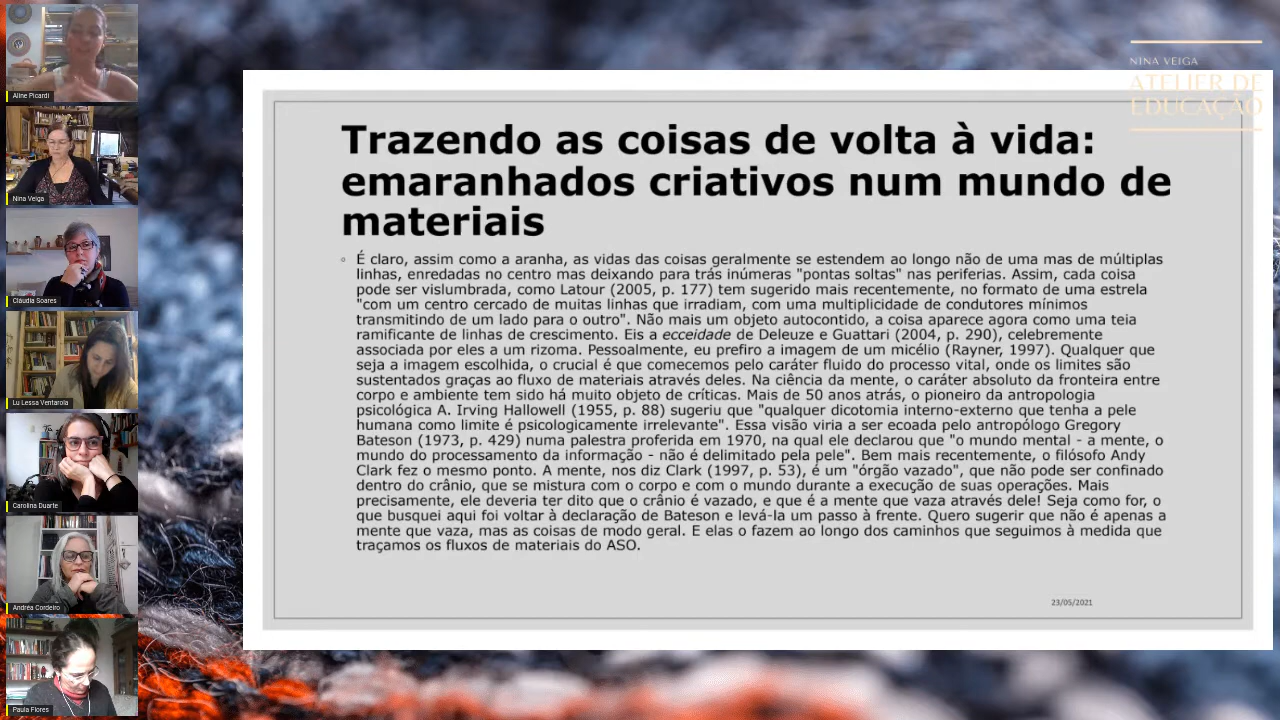 Aline Picardi
Nina Veiga
Cláudia Soares
Lu Lessa Ventarola
Carolina Duarte
Andréa Cordeiro
Paula Flores
NINA VEIGA
ATELIER DE
EDUCAÇÃO
Trazendo as coisas de volta à vida:
emaranhados criativos num mundo de
materiais
◦ É claro, assim como a aranha, as vidas das coisas geralmente se estendem ao longo não de uma mas de múltiplas
linhas, enredadas no centro mas deixando para trás inúmeras "pontas soltas" nas periferias. Assim, cada coisa
pode ser vislumbrada, como Latour (2005, p. 177) tem sugerido mais recentemente, no formato de uma estrela
"com um centro cercado de muitas linhas que irradiam, com uma multiplicidade de condutores mínimos
transmitindo de um lado para o outro". Não mais um objeto autocontido, a coisa aparece agora como uma teia
ramificante de linhas de crescimento. Eis a ecceidade de Deleuze e Guattari (2004, p. 290), celebremente
associada por eles a um rizoma. Pessoalmente, eu prefiro a imagem de um micélio (Rayner, 1997). Qualquer que
seja a imagem escolhida, o crucial é que comecemos pelo caráter fluido do processo vital, onde os limites são
sustentados graças ao fluxo de materiais através deles. Na ciência da mente, o caráter absoluto da fronteira entre
corpo e ambiente tem sido há muito objeto de críticas. Mais de 50 anos atrás, o pioneiro da antropologia
psicológica A. Irving Hallowell (1955, p. 88) sugeriu que "qualquer dicotomia interno-externo que tenha a pele
humana como limite é psicologicamente irrelevante". Essa visão viria a ser ecoada pelo antropólogo Gregory
Bateson (1973, p. 429) numa palestra proferida em 1970, na qual ele declarou que "o mundo mental - a mente, o
mundo do processamento da informação - não é delimitado pela pele". Bem mais recentemente, o filósofo Andy
Clark fez o mesmo ponto. A mente, nos diz Clark (1997, p. 53), é um "órgão vazado", que não pode ser confinado
dentro do crânio, que se mistura com o corpo e com o mundo durante a execução de suas operações. Mais
precisamente, ele deveria ter dito que o crânio é vazado, e que é a mente que vaza através dele! Seja como for, o
que busquei aqui foi voltar à declaração de Bateson e levá-la um passo à frente. Quero sugerir que não é apenas a
mente que vaza, mas as coisas de modo geral. E elas o fazem ao longo dos caminhos que seguimos à medida que
traçamos os fluxos de materiais do ASO.
23/05/2021